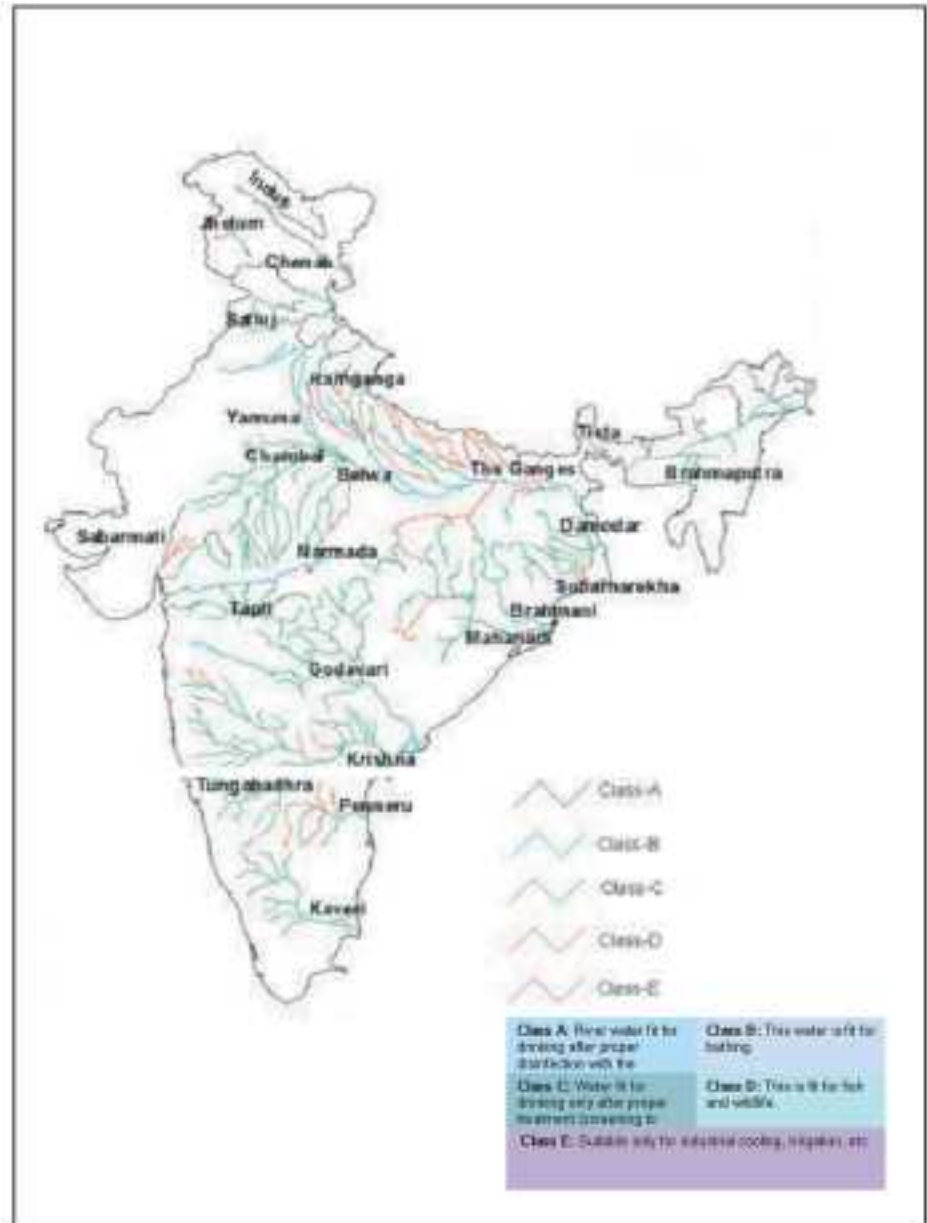 Indus
Jhelum
Chenab
Satluj
Ramganga
Yamuna
Tista
Chambal
Betwa
The Ganges
Brahmaputra
Damodar
Sabarmati
Narmada
Subarnarekha
Tapti
Brahmani
Mahanadi
Godavari
Krishna
Tungabadhra
Penneru
Kaveri
Class-A
Class-B
Class-C
Class-D
Class-E
Class A: River water fit for
drinking after proper
disinfection with the
Class B: This water is fit for
bathing.
Class C: Water fit for
drinking only after proper
treatment (screening to
Class D: This is fit for fish
and wildlife.
Class E: Suitable only for industrial cooling, irrigation, etc